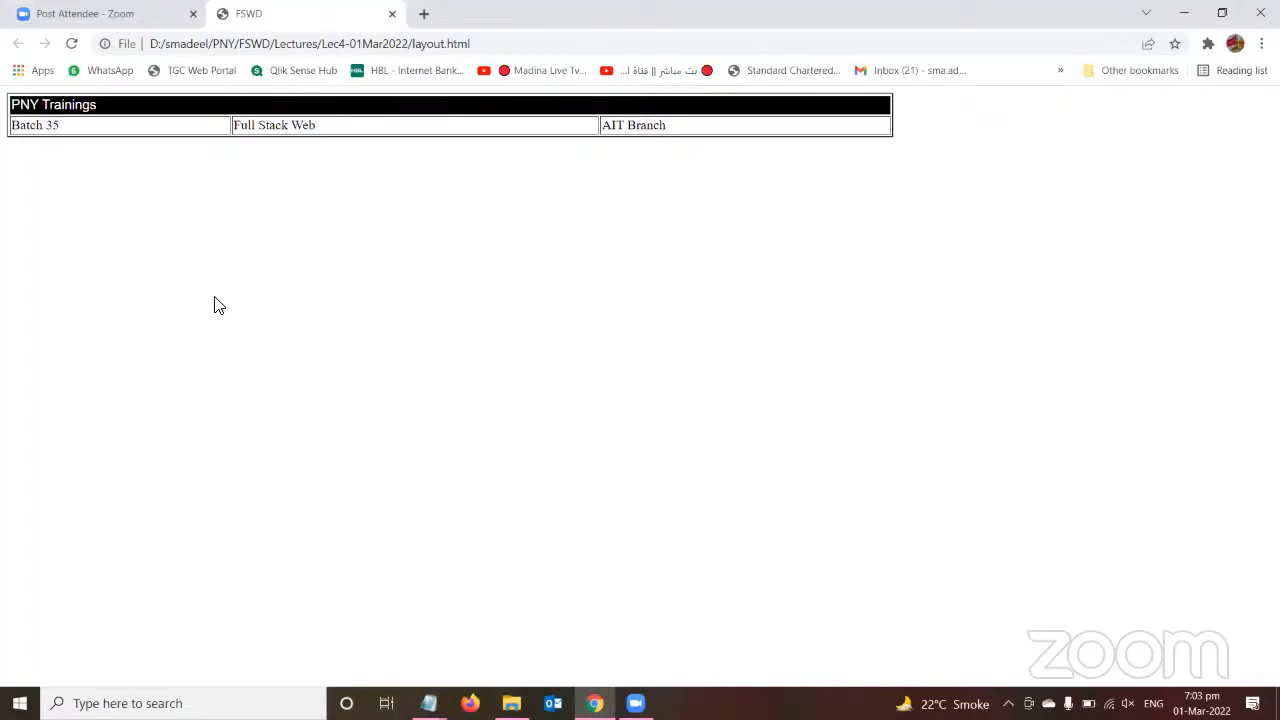 Post Attendee - Zoom
FSWD
File | D:/smadeel/PNY/FSWD/Lectures/Lec4-01Mar2022/layout.html
Apps
WhatsApp
TGC Web Portal
Qlik Sense Hub
HBL - Internet Bank...
Madina Live Tv...
بت مباشر || قناة ا...
Standard Chartered...
Inbox (21) - sma.ad...
»
Other bookmarks
Reading list
PNY Trainings
Batch 35
Full Stack Web
AIT Branch
zoom
Type here to search
22°C Smoke
ENG
7:03 pm
01-Mar-2022